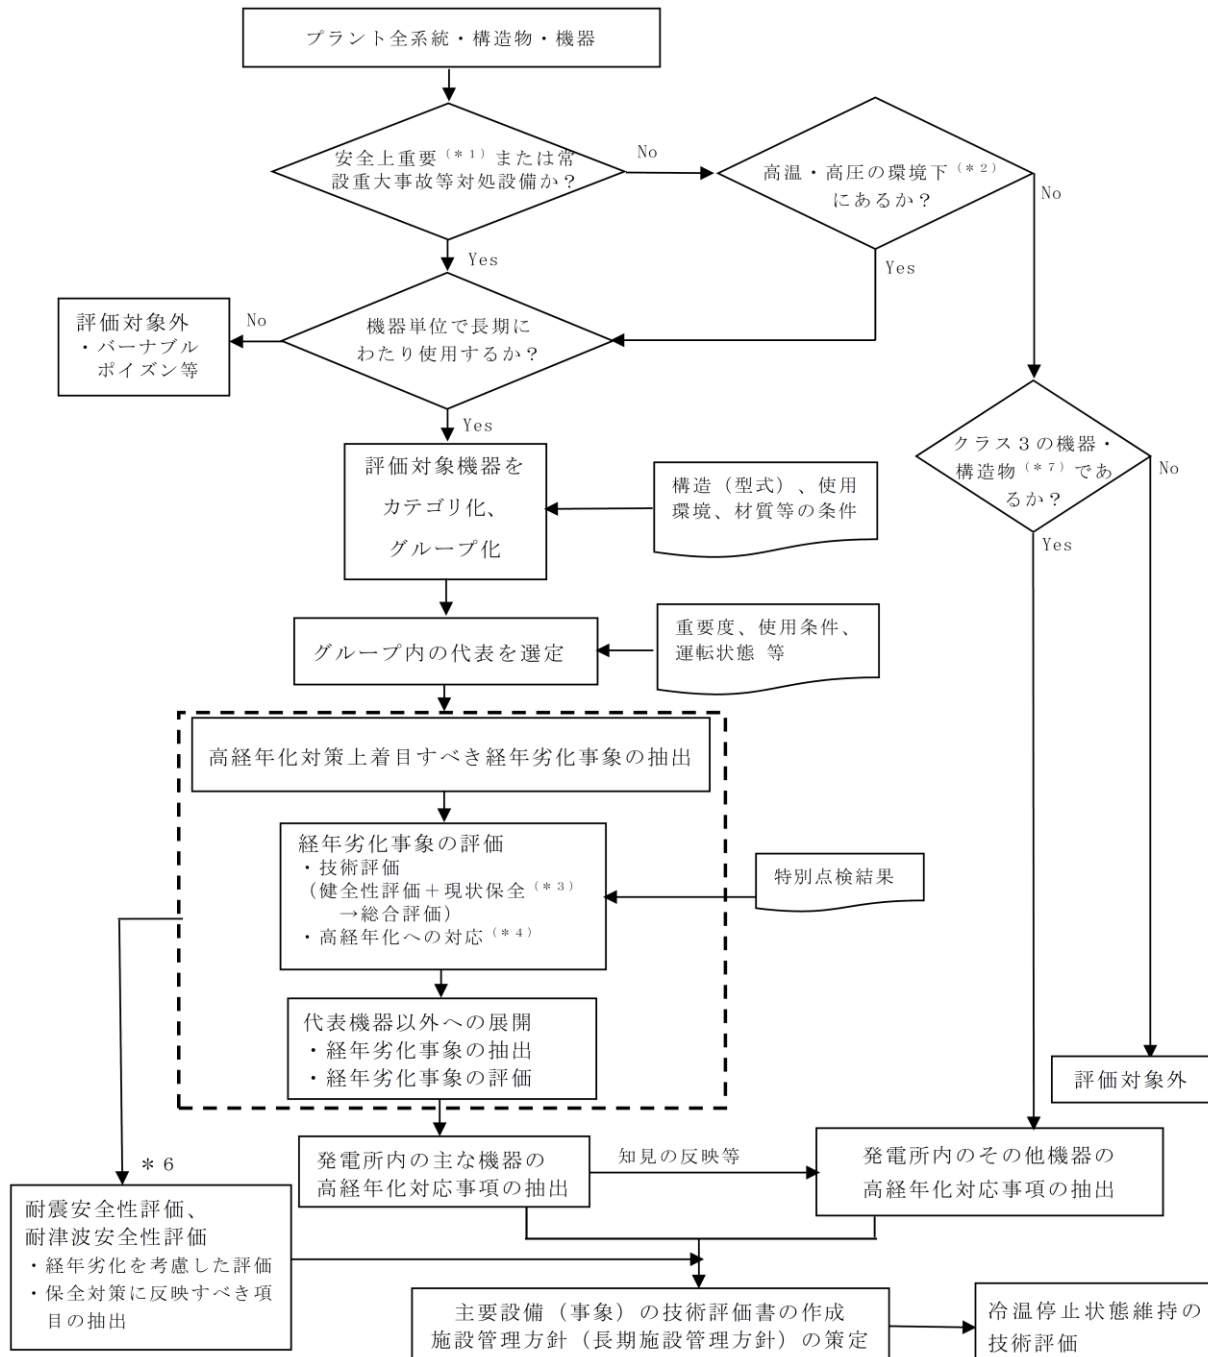 プラント全系統・構造物・機器
安全上重要(*1)または常
設重大事故等対処設備か？
No
高温・高圧の環境下(*2)
にあるか？
No
Yes
Yes
評価対象外
・バーナブル
ポイズン等
No
機器単位で長期に
わたり使用するか？
Yes
クラス３の機器・
構造物(*7)であ
るか？
No
Yes
評価対象機器を
カテゴリ化、
グループ化
構造（型式）、使用
環境、材質等の条件
グループ内の代表を選定
重要度、使用条件、
運転状態 等
高経年化対策上着目すべき経年劣化事象の抽出
経年劣化事象の評価
・技術評価
（健全性評価＋現状保全(*3)
→総合評価）
・高経年化への対応(*4)
特別点検結果
代表機器以外への展開
・経年劣化事象の抽出
・経年劣化事象の評価
評価対象外
＊６
発電所内の主な機器の
高経年化対応事項の抽出
知見の反映等
発電所内のその他機器の
高経年化対応事項の抽出
耐震安全性評価、
耐津波安全性評価
・経年劣化を考慮した評価
・保全対策に反映すべき項
目の抽出
主要設備（事象）の技術評価書の作成
施設管理方針（長期施設管理方針）の策定
冷温停止状態維持の
技術評価